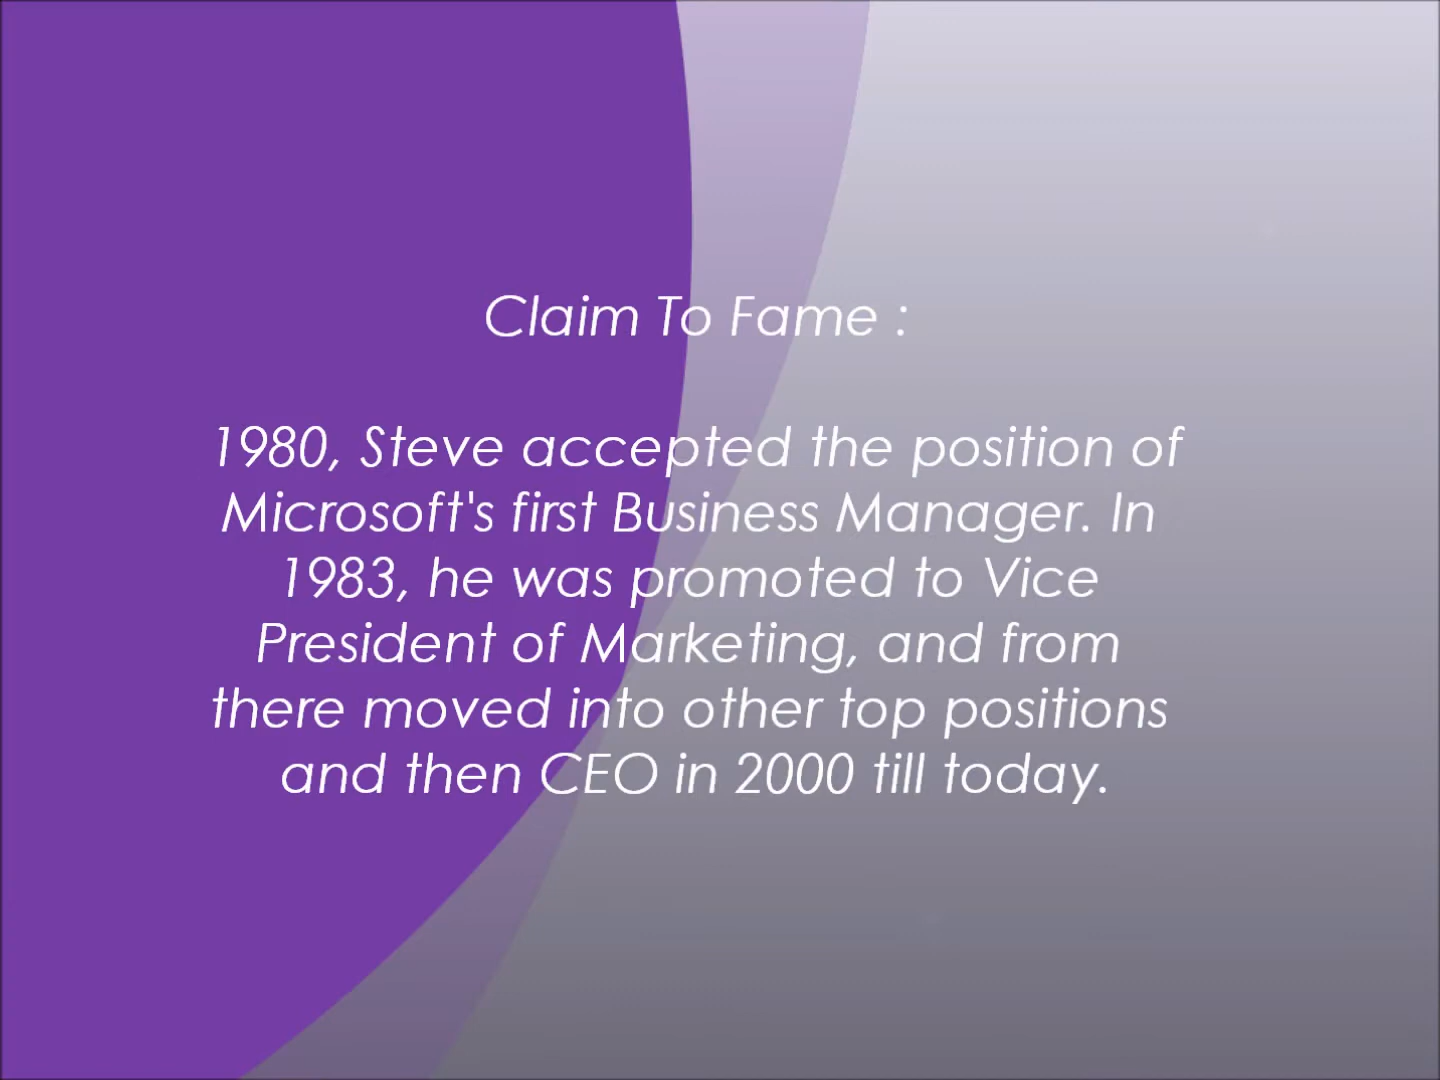 Claim To Fame :
1980, Steve accepted the position of
Microsoft's first Business Manager. In
1983, he was promoted to Vice
President of Marketing, and from
there moved into other top positions
and then CEO in 2000 till today.